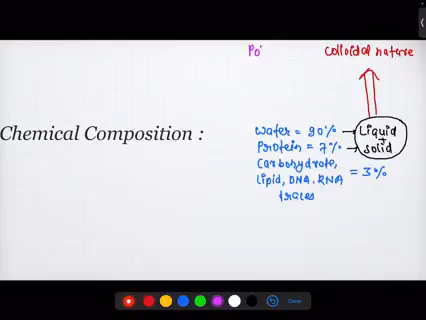 Po
colloidal nature
Chemical Composition :
Water = 90% → Liquid
+
Protein = 7% → solid
Carbohydrate,
Lipid, DNA. RNA = 3%
traces
Done